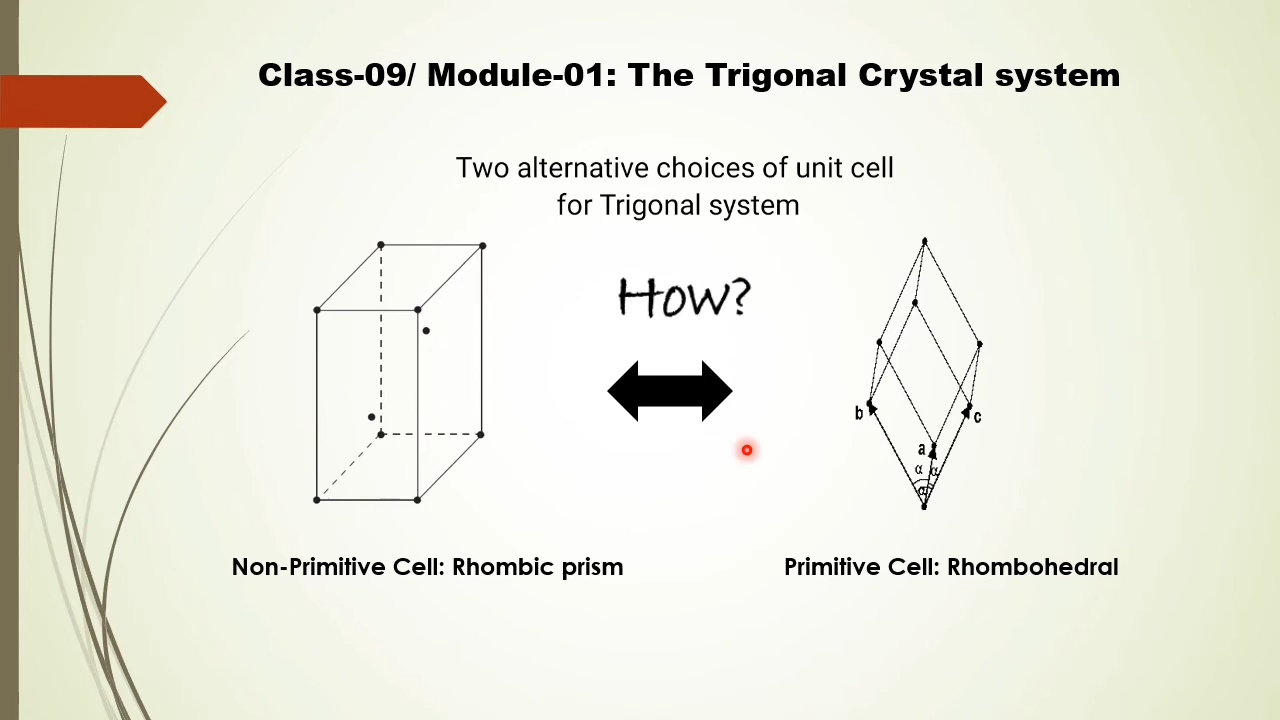 Class-09/ Module-01: The Trigonal Crystal system
Two alternative choices of unit cell
for Trigonal system
How?
b
c
a
α α
α
Non-Primitive Cell: Rhombic prism
Primitive Cell: Rhombohedral